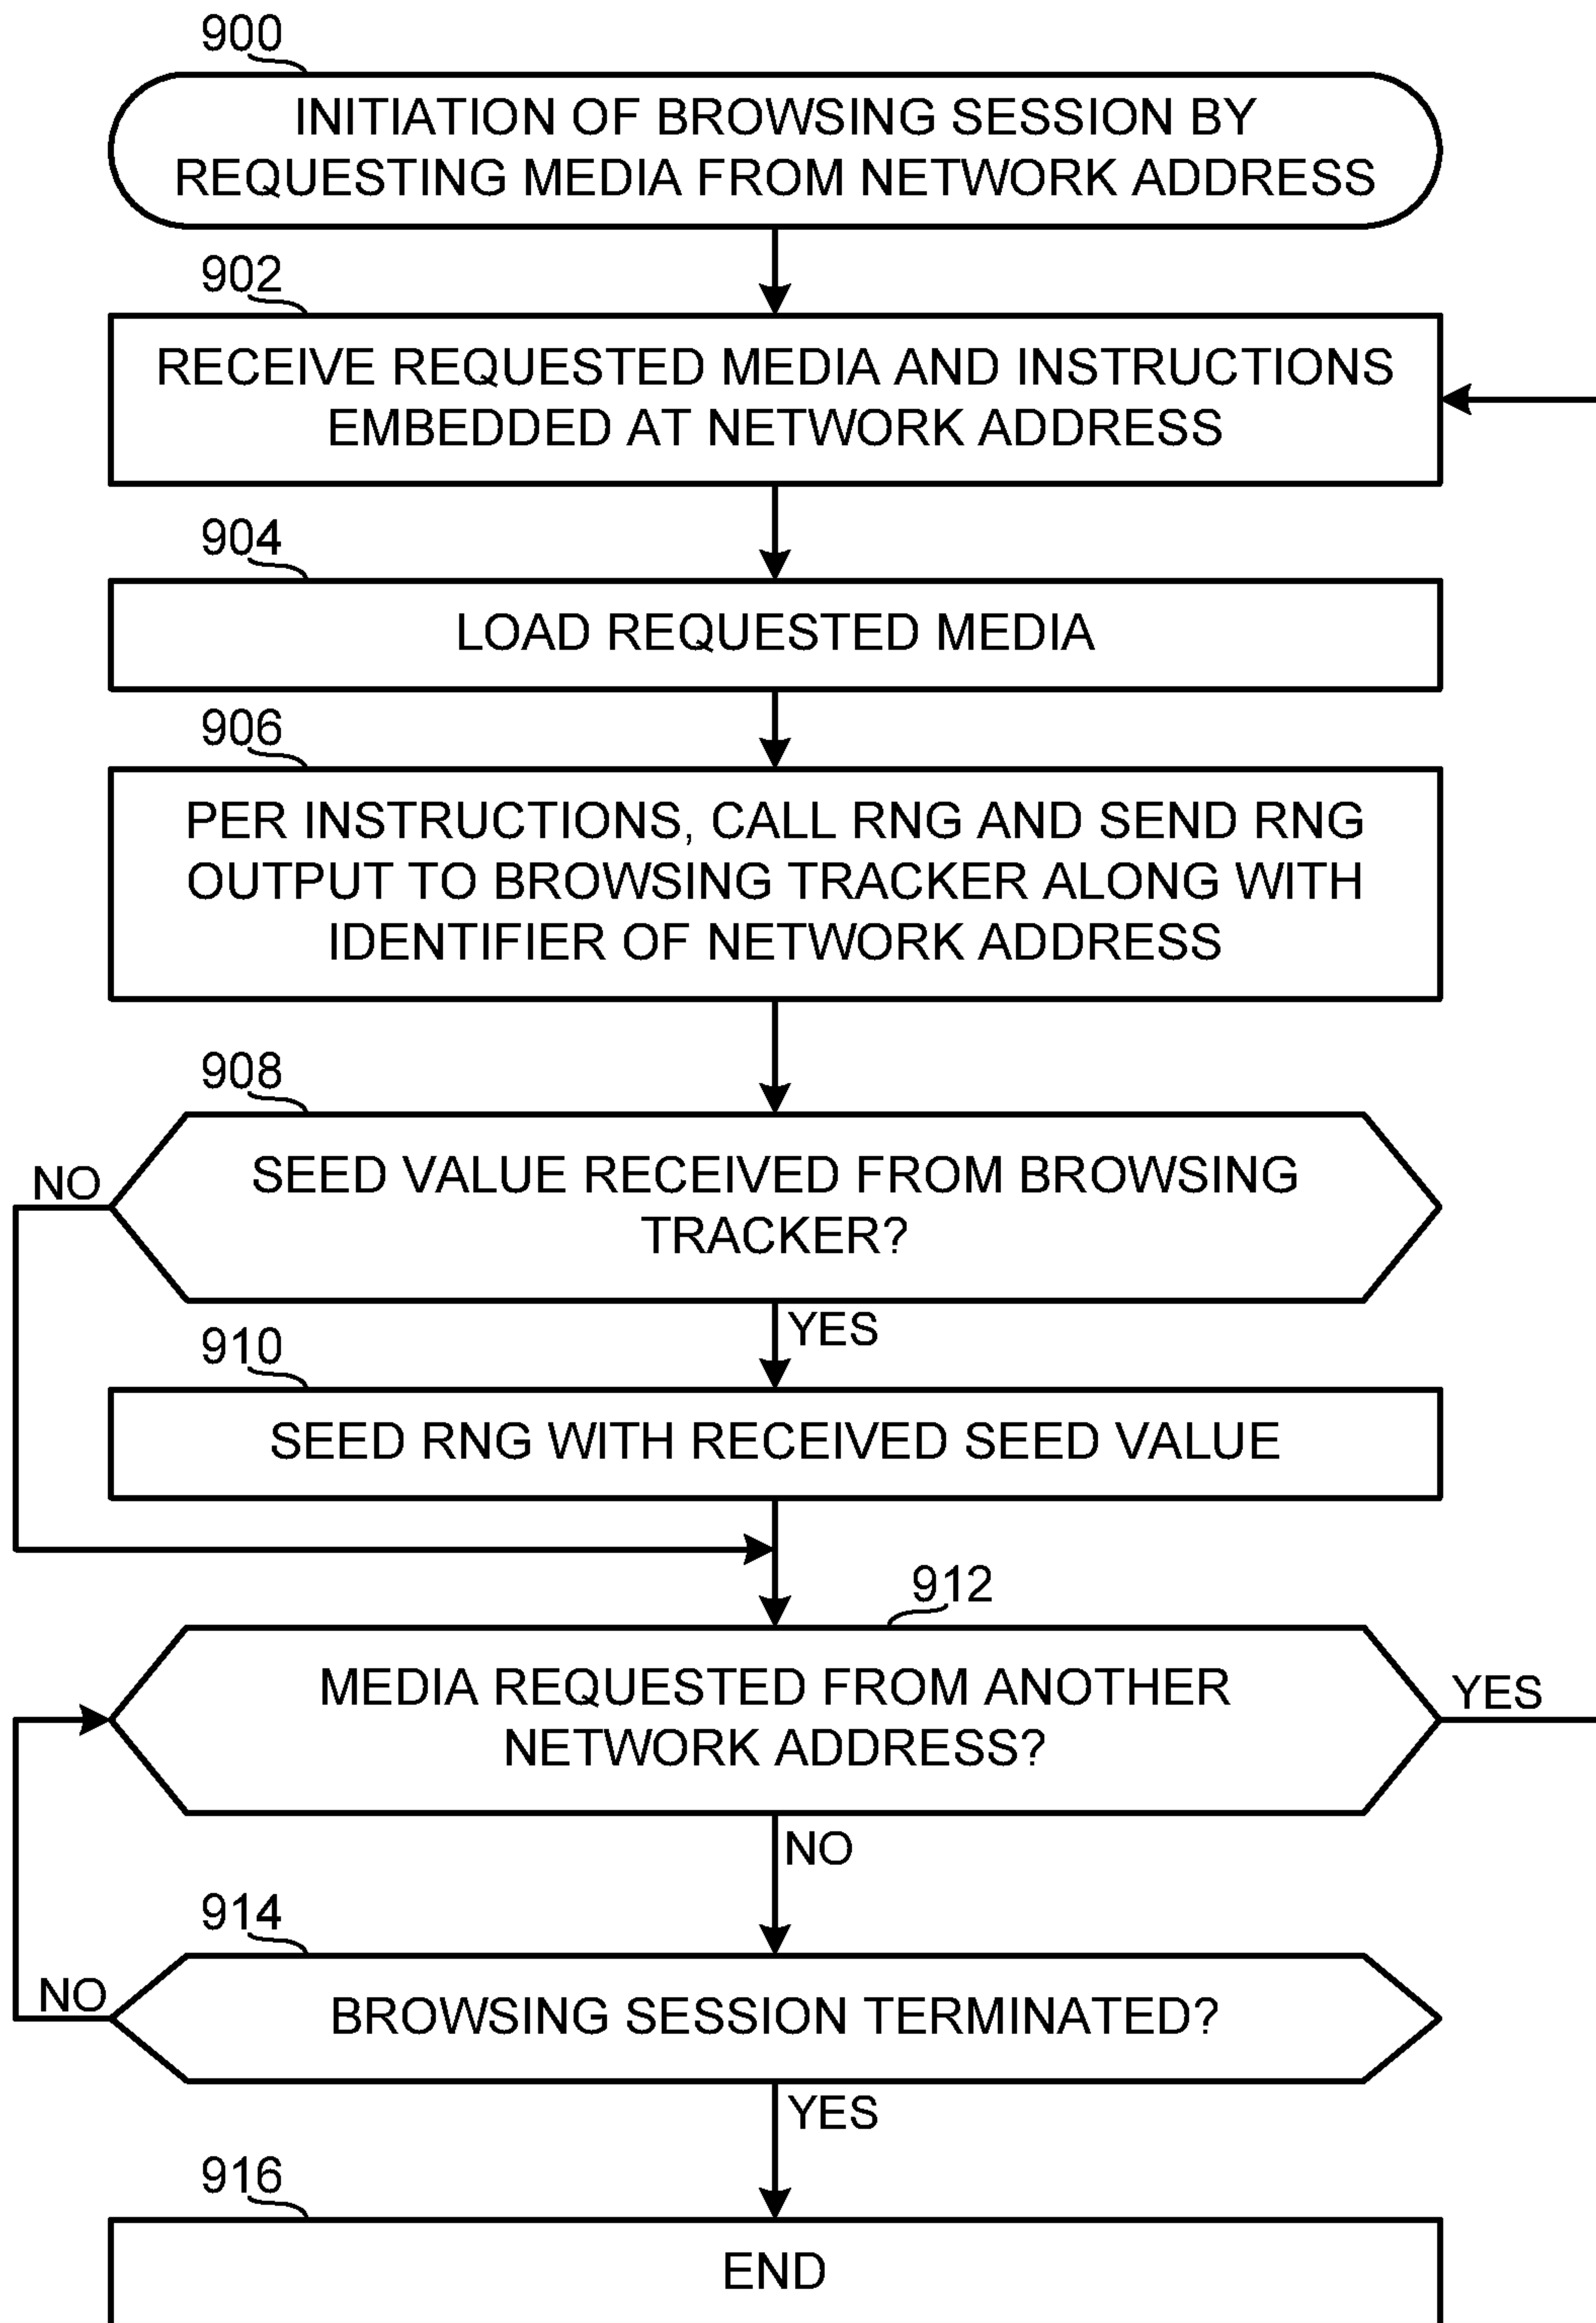 900
INITIATION OF BROWSING SESSION BY
REQUESTING MEDIA FROM NETWORK ADDRESS
902
RECEIVE REQUESTED MEDIA AND INSTRUCTIONS
EMBEDDED AT NETWORK ADDRESS
904
LOAD REQUESTED MEDIA
906
PER INSTRUCTIONS, CALL RNG AND SEND RNG
OUTPUT TO BROWSING TRACKER ALONG WITH
IDENTIFIER OF NETWORK ADDRESS
908
NO
SEED VALUE RECEIVED FROM BROWSING
TRACKER?
YES
910
SEED RNG WITH RECEIVED SEED VALUE
912
MEDIA REQUESTED FROM ANOTHER
NETWORK ADDRESS?
YES
NO
914
NO
BROWSING SESSION TERMINATED?
YES
916
END